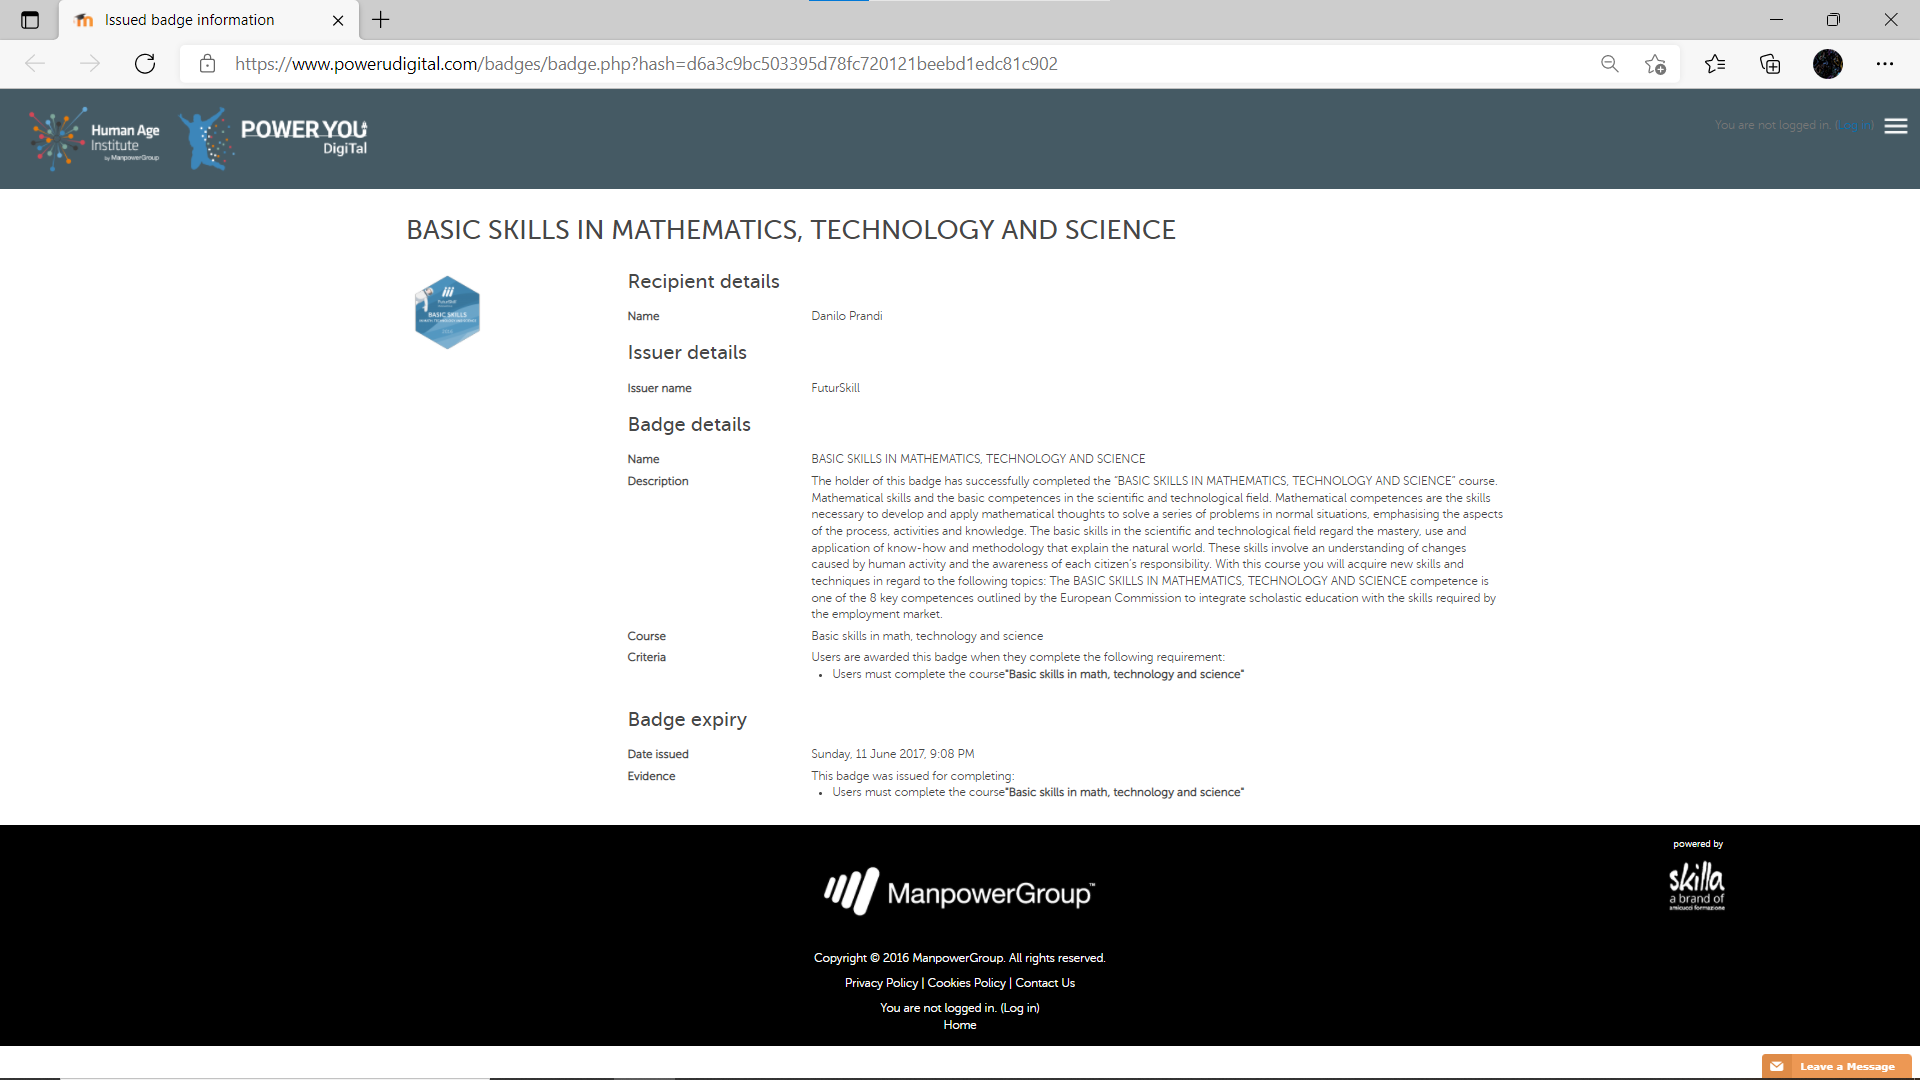 Issued badge information
https://www.powerudigital.com/badges/badge.php?hash=d6a3c9bc503395d78fc720121beebd1edc81c902
Human Age
Institute
by ManpowerGroup
POWER YOU
DigiTal
You are not logged in. (Log in)
BASIC SKILLS IN MATHEMATICS, TECHNOLOGY AND SCIENCE
BASIC SKILLS
Recipient details
Name Danilo Prandi
Issuer details
Issuer name FuturSkill
Badge details
Name BASIC SKILLS IN MATHEMATICS, TECHNOLOGY AND SCIENCE
Description The holder of this badge has successfully completed the "BASIC SKILLS IN MATHEMATICS, TECHNOLOGY AND SCIENCE" course.
Mathematical skills and the basic competences in the scientific and technological field. Mathematical competences are the skills
necessary to develop and apply mathematical thoughts to solve a series of problems in normal situations, emphasising the aspects
of the process, activities and knowledge. The basic skills in the scientific and technological field regard the mastery, use and
application of know-how and methodology that explain the natural world. These skills involve an understanding of changes
caused by human activity and the awareness of each citizen's responsibility. With this course you will acquire new skills and
techniques in regard to the following topics: The BASIC SKILLS IN MATHEMATICS, TECHNOLOGY AND SCIENCE competence is
one of the 8 key competences outlined by the European Commission to integrate scholastic education with the skills required by
the employment market.
Course Basic skills in math, technology and science
Criteria Users are awarded this badge when they complete the following requirement:
• Users must complete the course"Basic skills in math, technology and science"
Badge expiry
Date issued Sunday, 11 June 2017, 9:08 PM
Evidence This badge was issued for completing:
• Users must complete the course"Basic skills in math, technology and science"
powered by
skilla
a brand of
amicucci formazione
ManpowerGroup™
Copyright © 2016 ManpowerGroup. All rights reserved.
Privacy Policy | Cookies Policy | Contact Us
You are not logged in. (Log in)
Home
Leave a Message